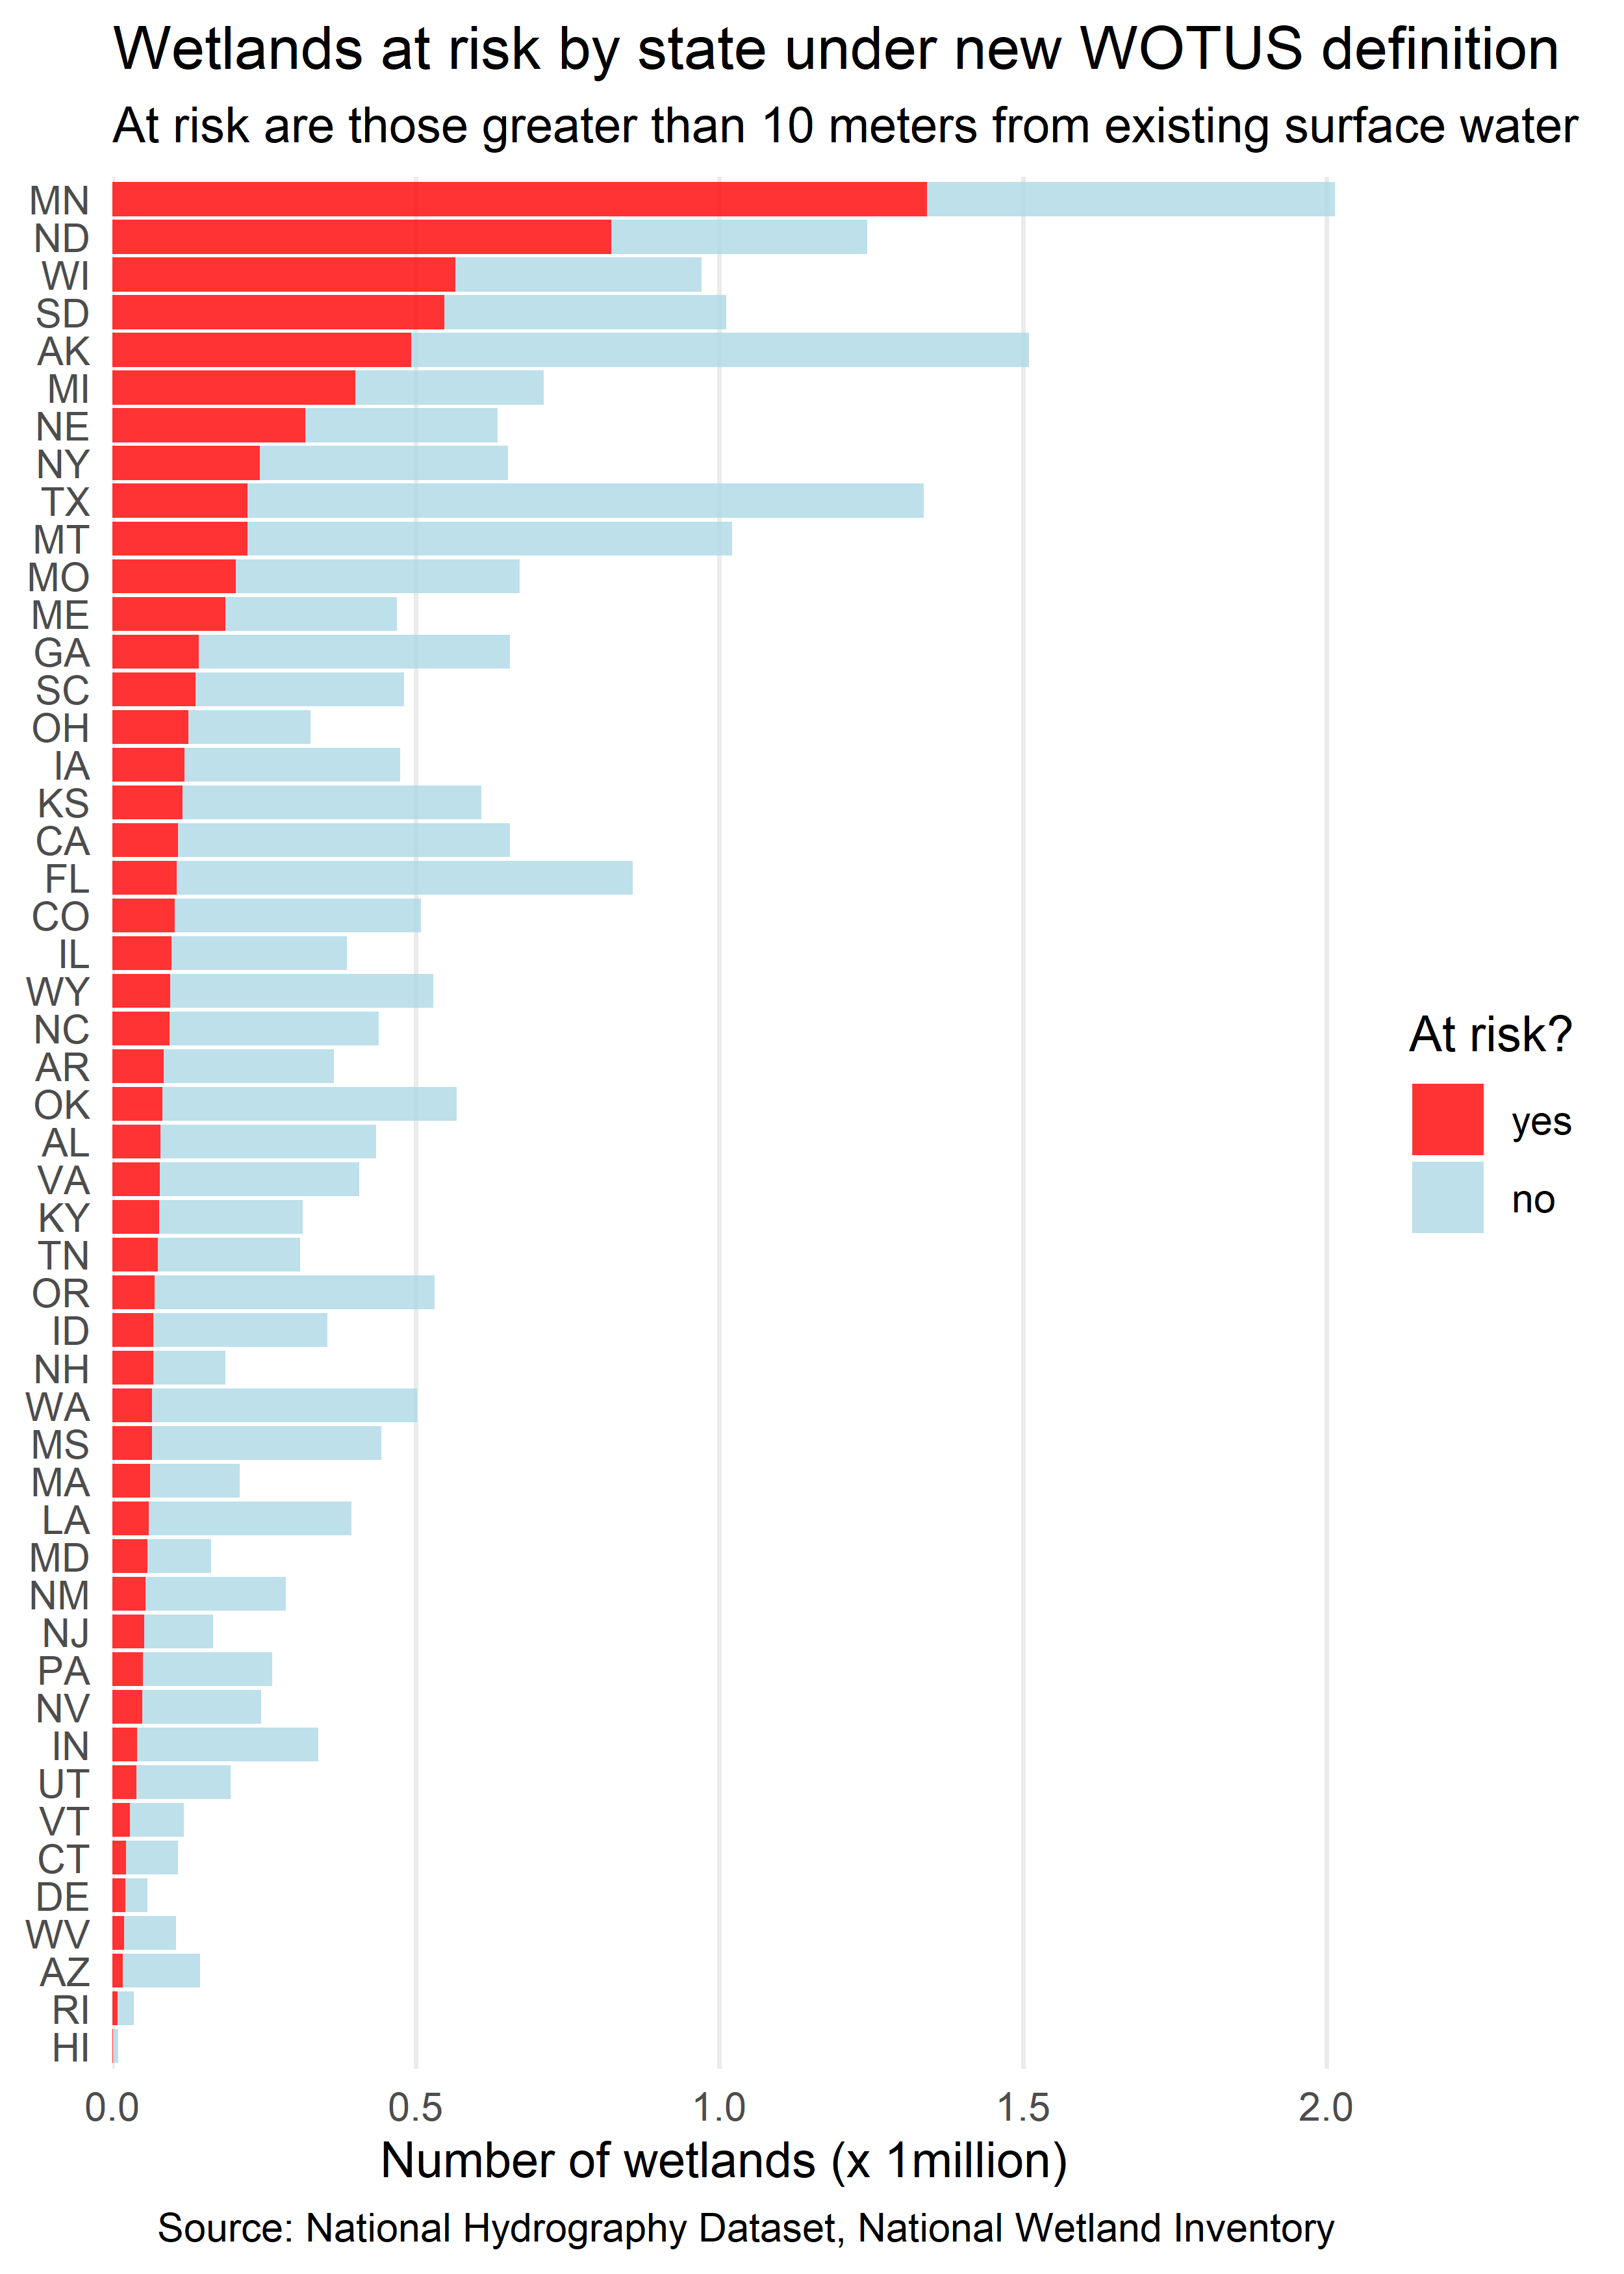 Wetlands at risk by state under new WOTUS definition
At risk are those greater than 10 meters from existing surface water
MN
ND
WI
SD
AK
MI
NE
NY
TX
MT
MO
ME
GA
SC
OH
IA
KS
CA
FL
CO
IL
WY
NC
AR
OK
AL
VA
KY
TN
OR
ID
NH
WA
MS
MA
LA
MD
NM
NJ
PA
NV
IN
UT
VT
CT
DE
WV
AZ
RI
HI
0.0 0.5 1.0 1.5 2.0
Number of wetlands (x 1million)
At risk?
yes
no
Source: National Hydrography Dataset, National Wetland Inventory